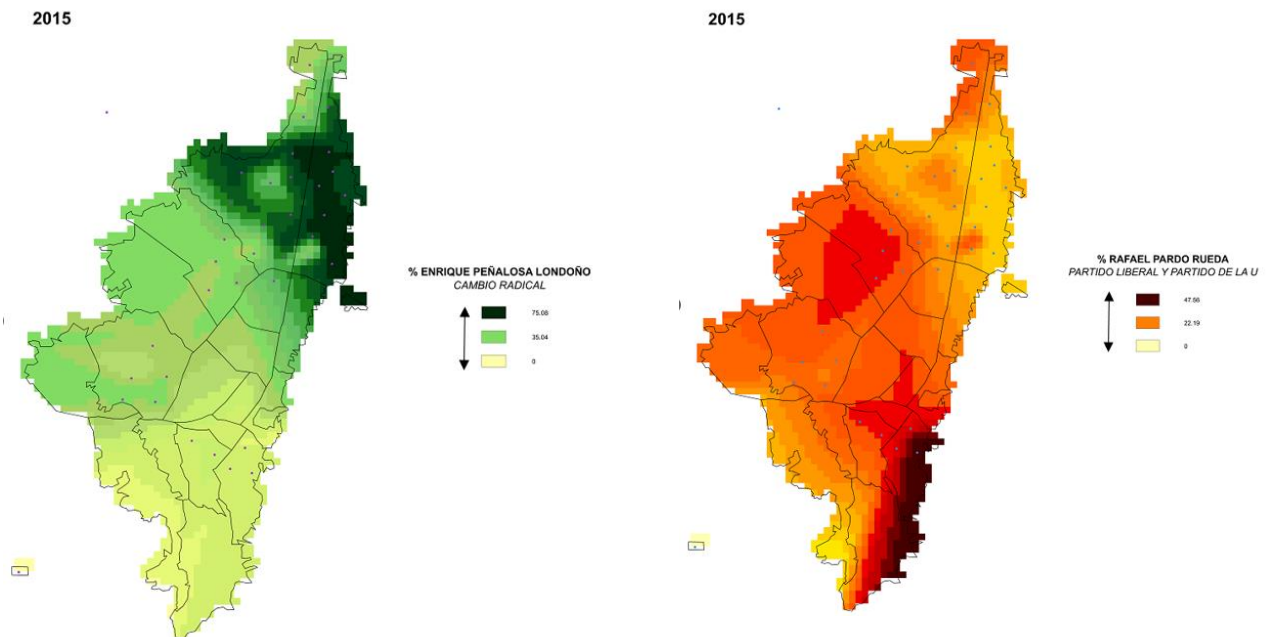 2015
% ENRIQUE PEÑALOSA LONDOÑO
CAMBIO RADICAL
75.08
35.04
0
2015
% RAFAEL PARDO RUEDA
PARTIDO LIBERAL Y PARTIDO DE LA U
47.56
22.19
0